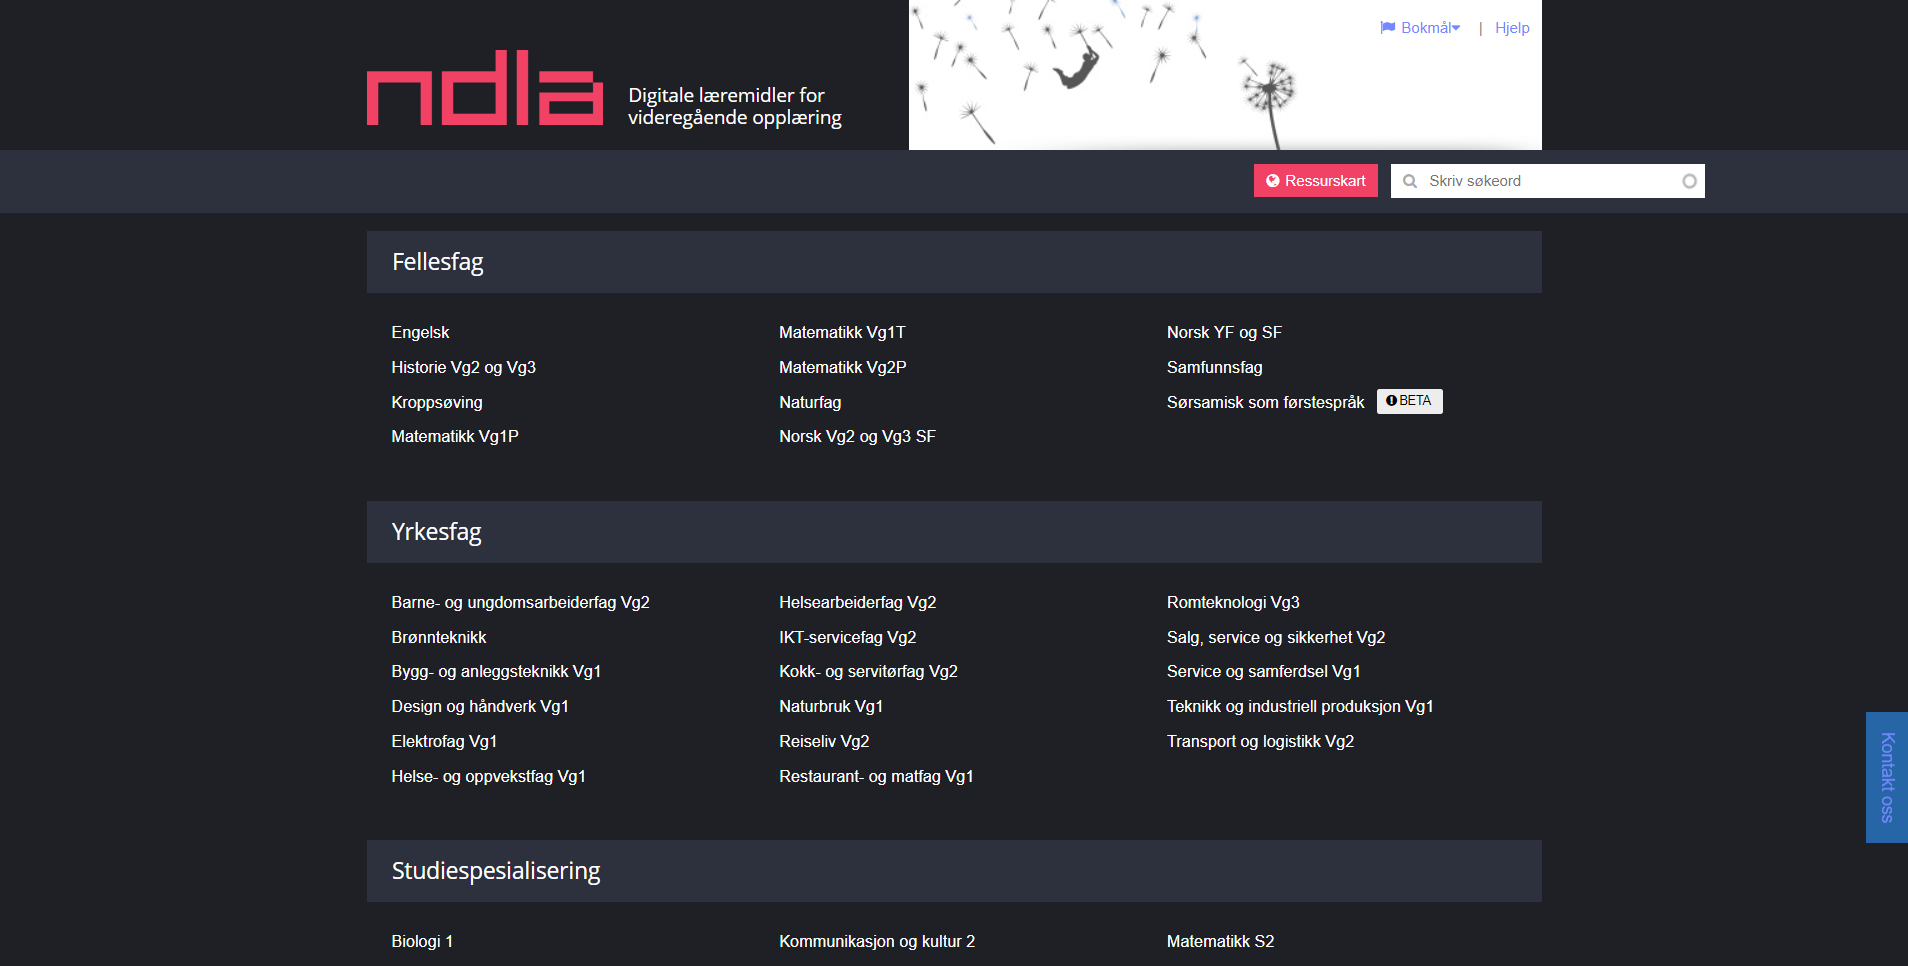 Bokmål | Hjelp
ndla
Digitale læremidler for
videregående opplæring
Ressurskart
Skriv søkeord
Fellesfag
Engelsk
Historie Vg2 og Vg3
Kroppsøving
Matematikk Vg1P
Matematikk Vg1T
Matematikk Vg2P
Naturfag
Norsk Vg2 og Vg3 SF
Norsk YF og SF
Samfunnsfag
Sørsamisk som førstespråk BETA
Yrkesfag
Barne- og ungdomsarbeiderfag Vg2
Brønnteknikk
Bygg- og anleggsteknikk Vg1
Design og håndverk Vg1
Elektrofag Vg1
Helse- og oppvekstfag Vg1
Helsearbeiderfag Vg2
IKT-servicefag Vg2
Kokk- og servitørfag Vg2
Naturbruk Vg1
Reiseliv Vg2
Restaurant- og matfag Vg1
Romteknologi Vg3
Salg, service og sikkerhet Vg2
Service og samferdsel Vg1
Teknikk og industriell produksjon Vg1
Transport og logistikk Vg2
Kontakt oss
Studiespesialisering
Biologi 1
Kommunikasjon og kultur 2
Matematikk S2